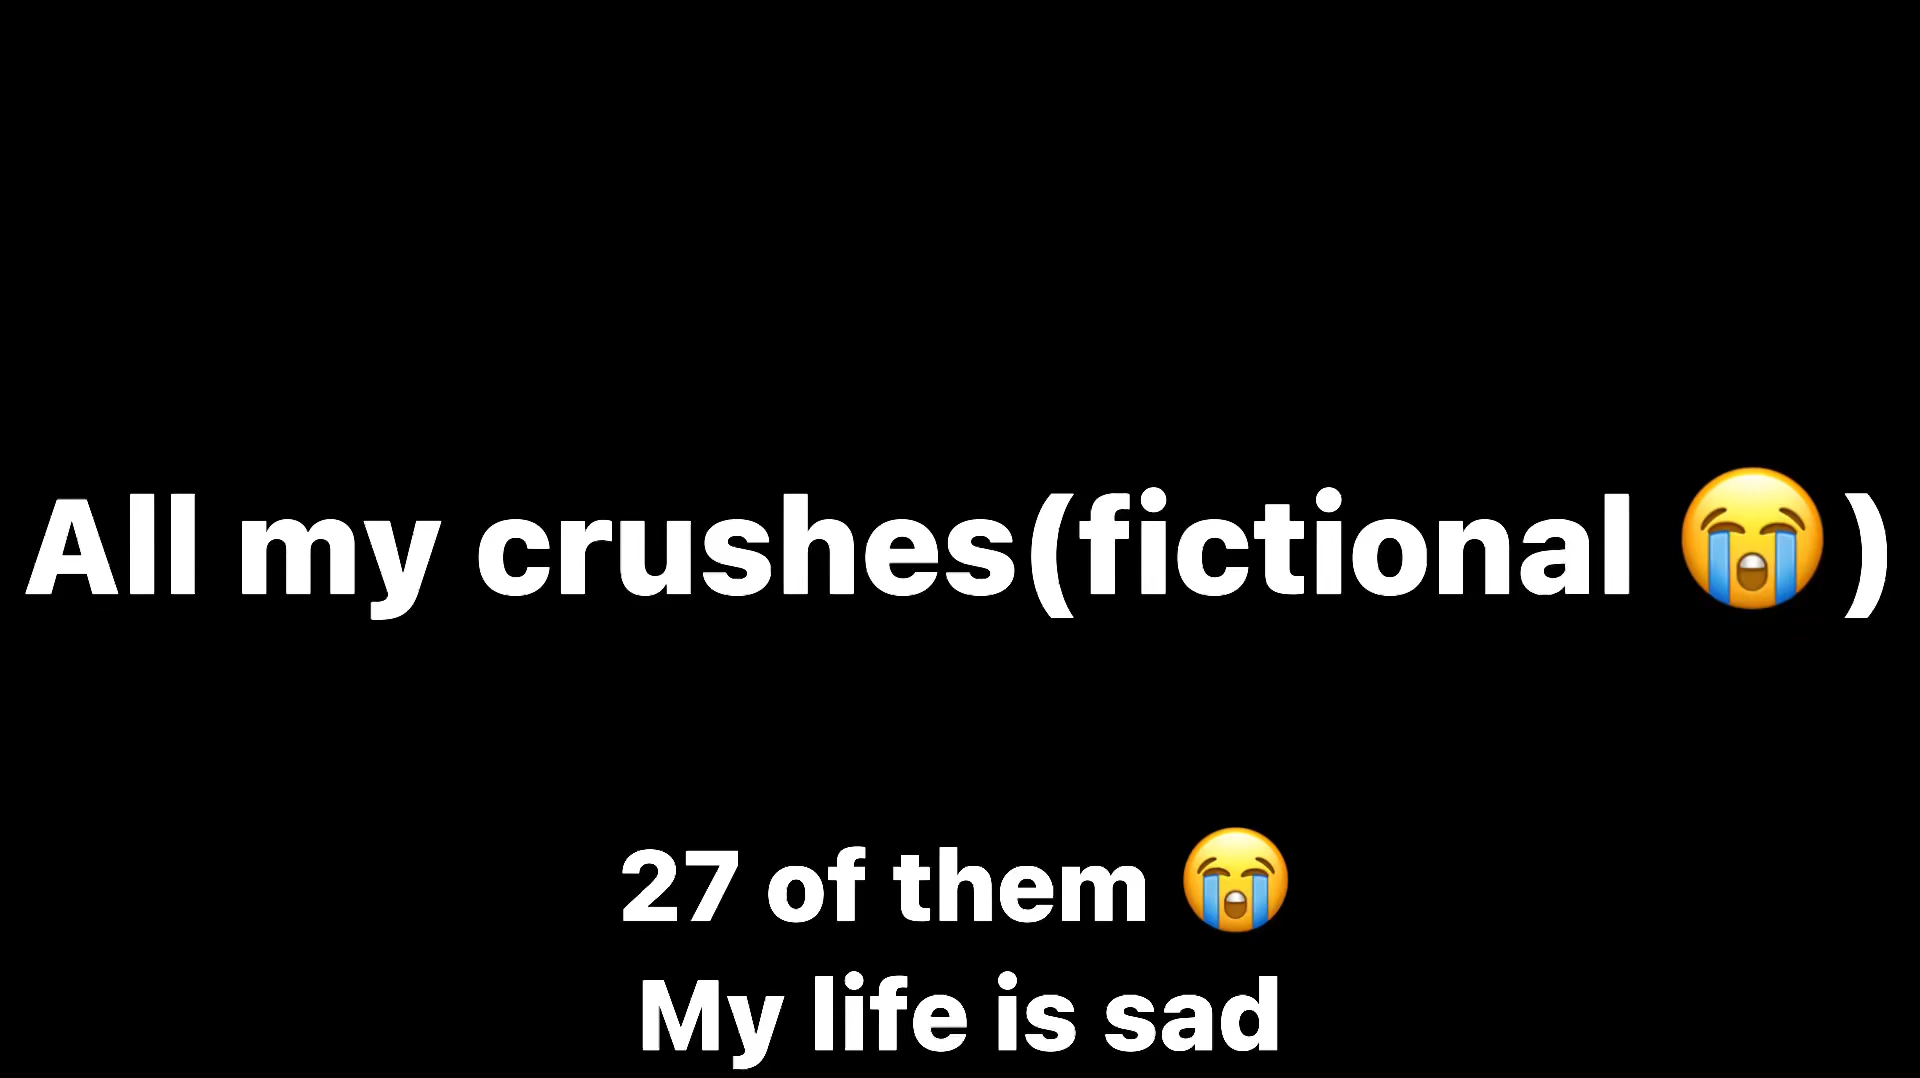 All my crushes(fictional 😭)
27 of them 😭
My life is sad